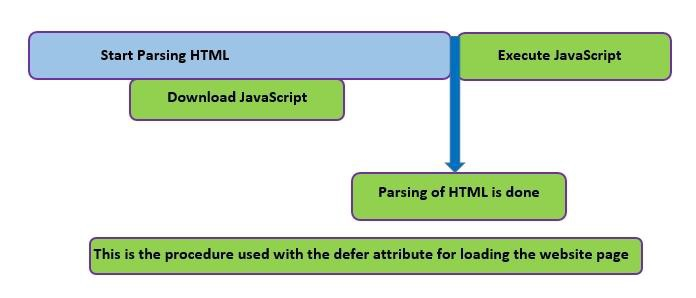 Start Parsing HTML
Execute JavaScript
Download JavaScript
Parsing of HTML is done
This is the procedure used with the defer attribute for loading the website page